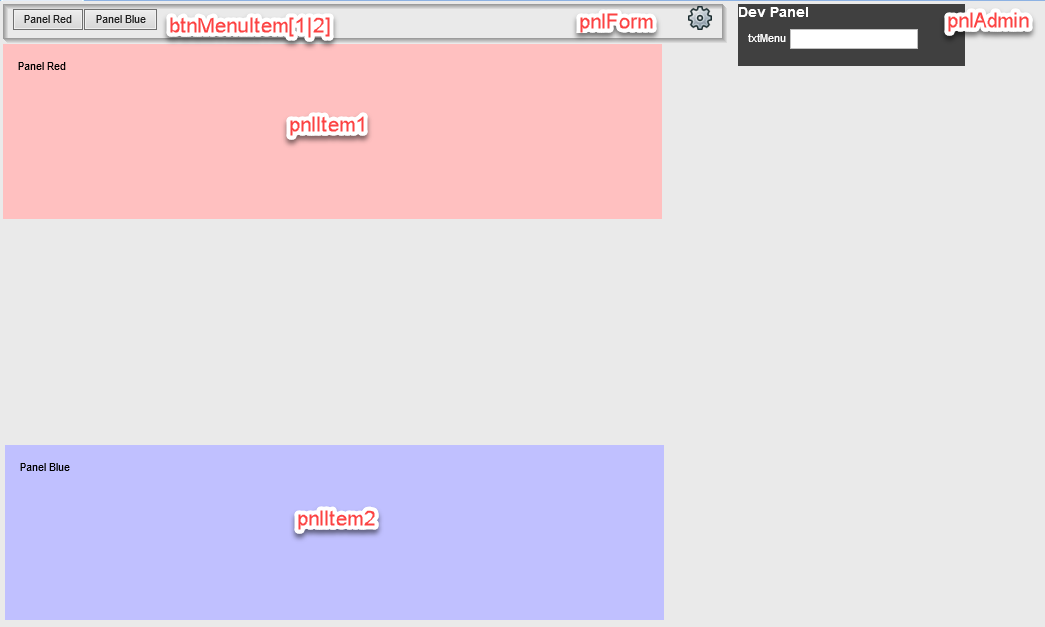 Panel Red
Panel Blue
btnMenuItem[1|2]
pnlForm
Dev Panel
pnlAdmin
txtMenu
Panel Red
pnlItem1
Panel Blue
pnlItem2